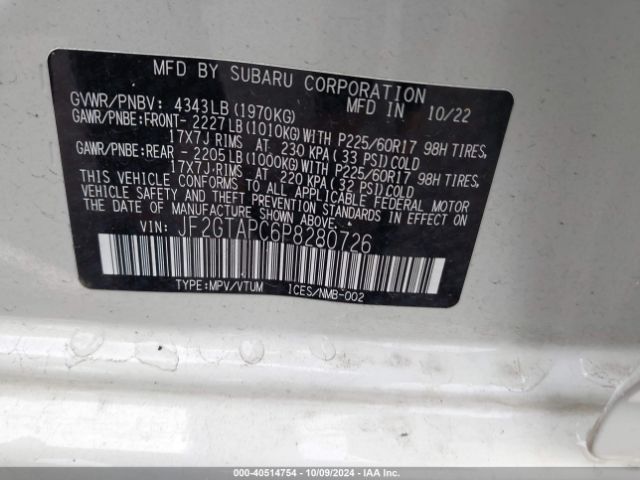 MFD BY SUBARU CORPORATION
GVWR/PNBV: 4343LB(1970KG) MFD IN 10/22
GAWR/PNBE:FRONT- 2227LB(1010KG)WITH P225/60R17 98H TIRES,
17X7J RIMS AT 230 KPA(33 PSI)COLD
GAWR/PNBE:REAR - 2205LB(1000KG)WITH P225/60R17 98H TIRES,
17X7J RIMS AT 220 KPA(32 PSI)COLD
THIS VEHICLE CONFORMS TO ALL APPLICABLE FEDERAL MOTOR
VEHICLE SAFETY AND THEFT PREVENTION STANDARDS IN EFFECT
ON THE DATE OF MANUFACTURE SHOWN ABOVE.
VIN: JF2GTAPC6P8280726
TYPE:MPV/VTUM ICES/NMB-002
000-40514754 | 10/09/2024 - IAA Inc.